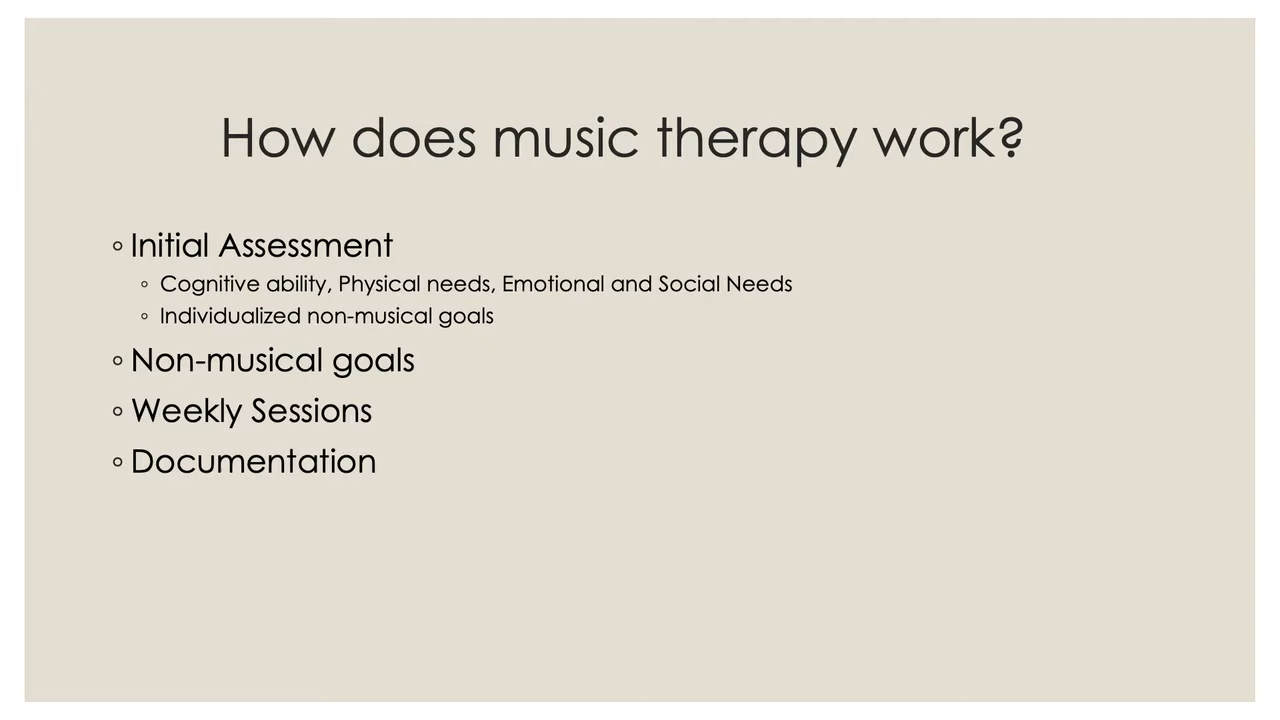 How does music therapy work?
◦ Initial Assessment
◦ Cognitive ability, Physical needs, Emotional and Social Needs
◦ Individualized non-musical goals
◦ Non-musical goals
◦ Weekly Sessions
◦ Documentation